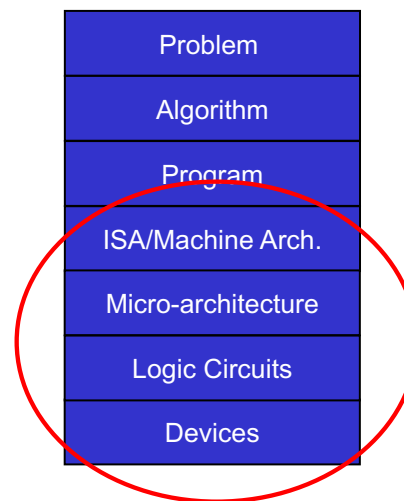 Problem
Algorithm
Program
ISA/Machine Arch.
Micro-architecture
Logic Circuits
Devices